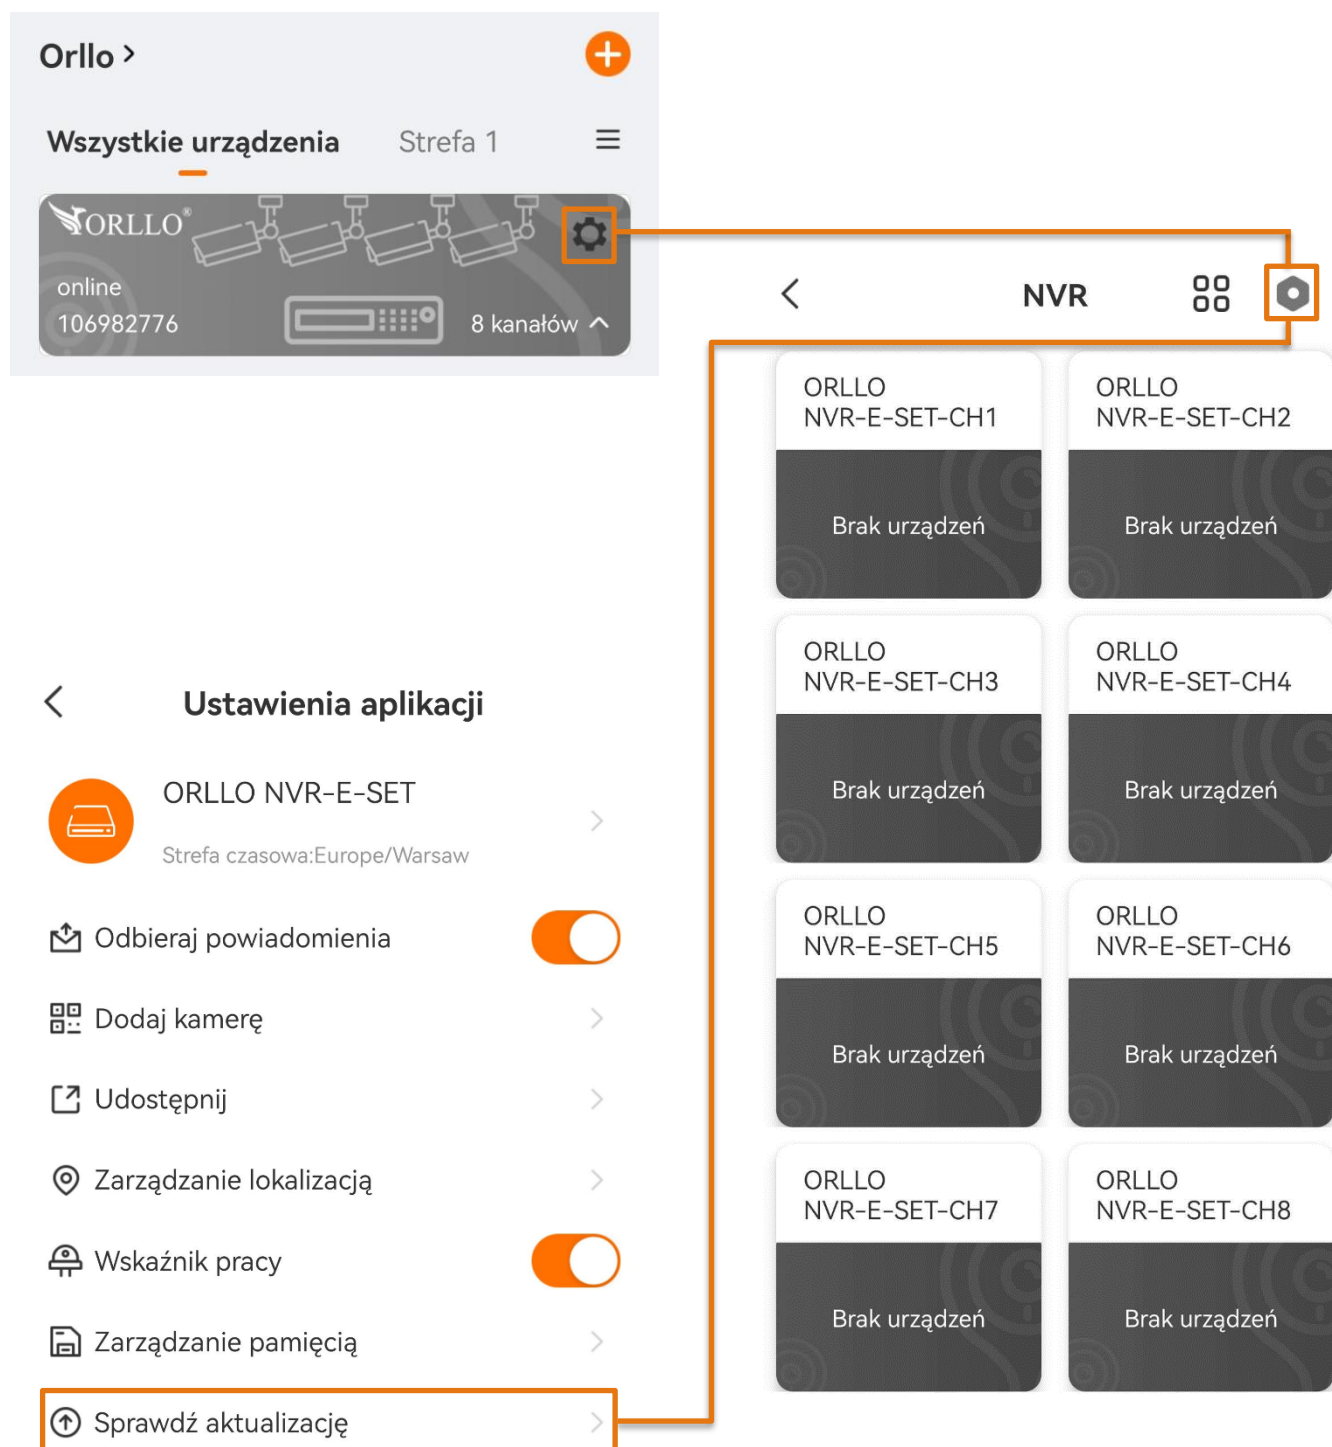 Orllo >
Wszystkie urządzenia Strefa 1
ORLLO®
online
106982776
8 kanałów
NVR
ORLLO
NVR-E-SET-CH1
Brak urządzeń
ORLLO
NVR-E-SET-CH2
Brak urządzeń
ORLLO
NVR-E-SET-CH3
Brak urządzeń
ORLLO
NVR-E-SET-CH4
Brak urządzeń
ORLLO
NVR-E-SET-CH5
Brak urządzeń
ORLLO
NVR-E-SET-CH6
Brak urządzeń
ORLLO
NVR-E-SET-CH7
Brak urządzeń
ORLLO
NVR-E-SET-CH8
Brak urządzeń
Ustawienia aplikacji
ORLLO NVR-E-SET
Strefa czasowa:Europe/Warsaw
Odbieraj powiadomienia
Dodaj kamerę
Udostępnij
Zarządzanie lokalizacją
Wskaźnik pracy
Zarządzanie pamięcią
Sprawdź aktualizację